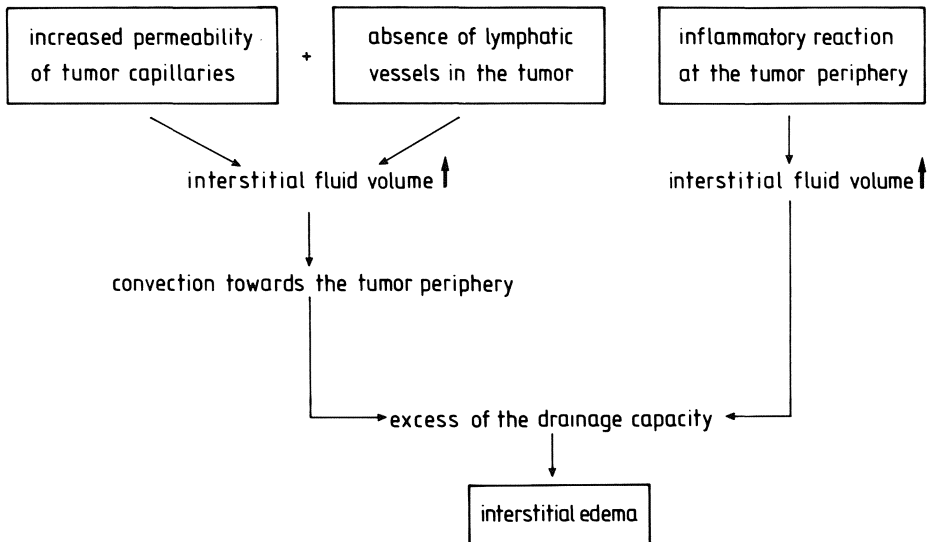 increased permeability
of tumor capillaries
+
absence of lymphatic
vessels in the tumor
inflammatory reaction
at the tumor periphery
interstitial fluid volume
interstitial fluid volume
convection towards the tumor periphery
excess of the drainage capacity
interstitial edema